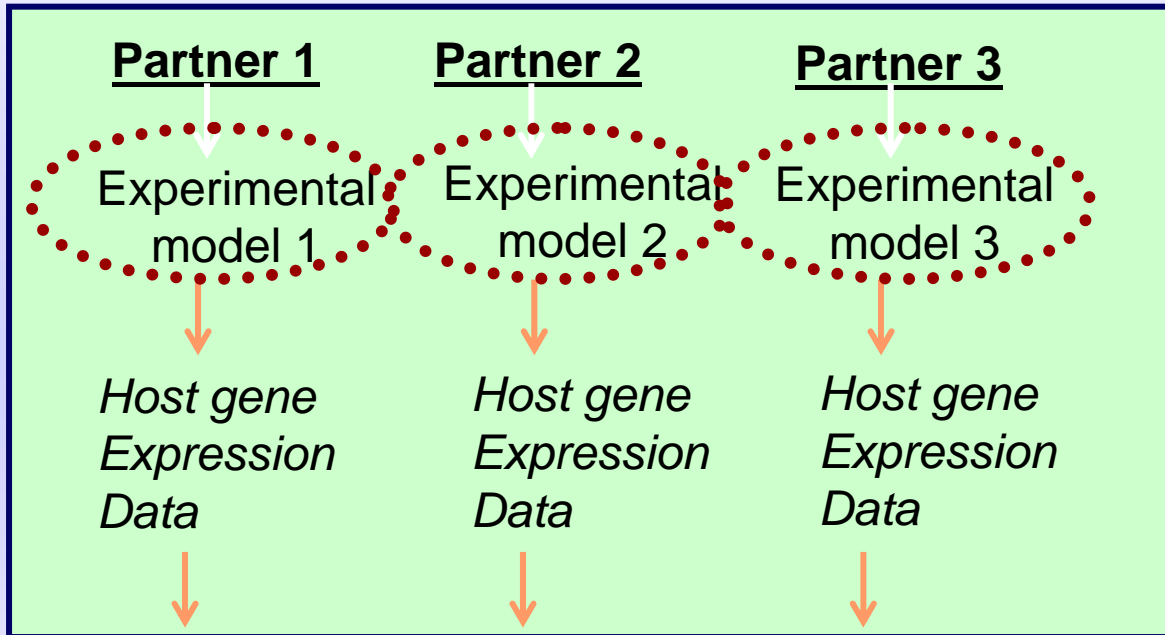 Partner 1
Partner 2
Partner 3
Experimental
model 1
Experimental
model 2
Experimental
model 3
Host gene
Expression
Data
Host gene
Expression
Data
Host gene
Expression
Data